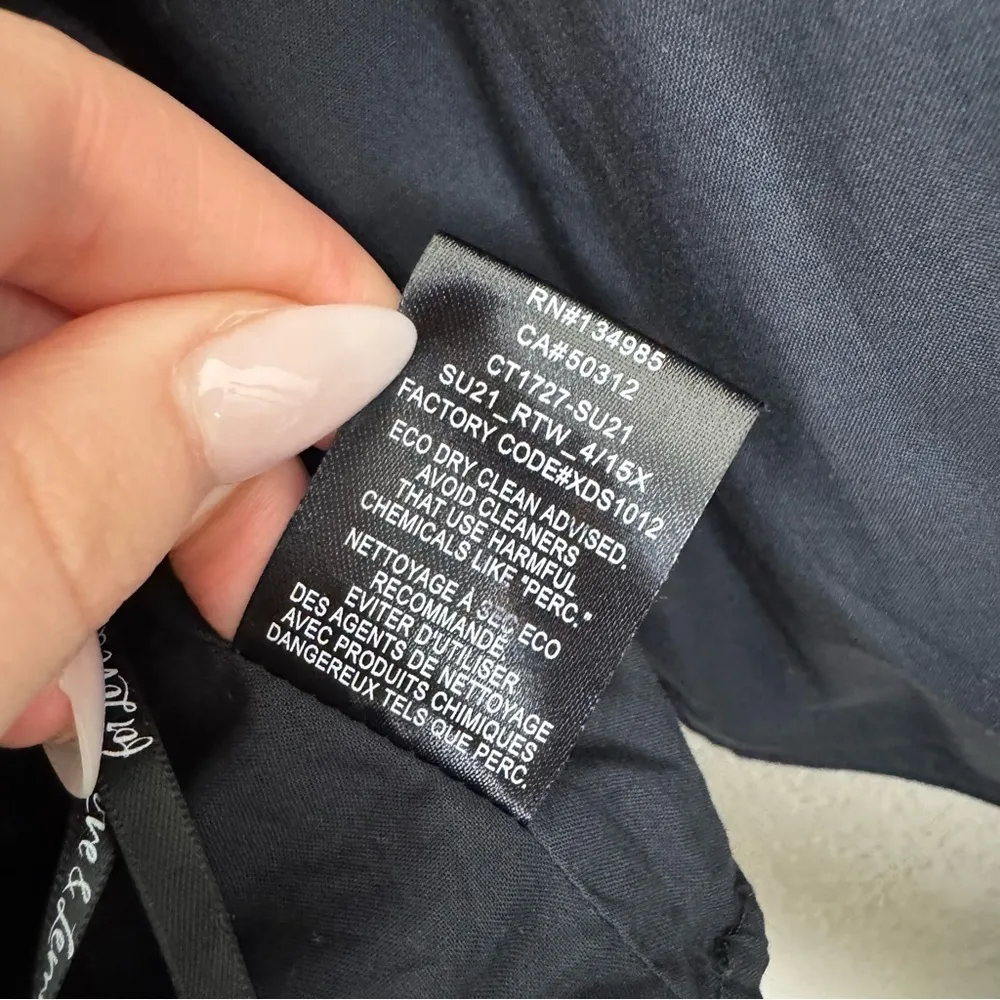 RN#134985
CA#50312
CT1727-SU21
SU21_RTW_4/15X
FACTORY CODE#XDS1012
ECO DRY CLEAN ADVISED.
AVOID CLEANERS
THAT USE HARMFUL
CHEMICALS LIKE "PERC."
NETTOYAGE À SEC ECO
RECOMMANDÉ.
EVITER D'UTILISER
DES AGENTS DE NETTOYAGE
AVEC PRODUITS CHIMIQUES
DANGEREUX TELS QUE PERC.